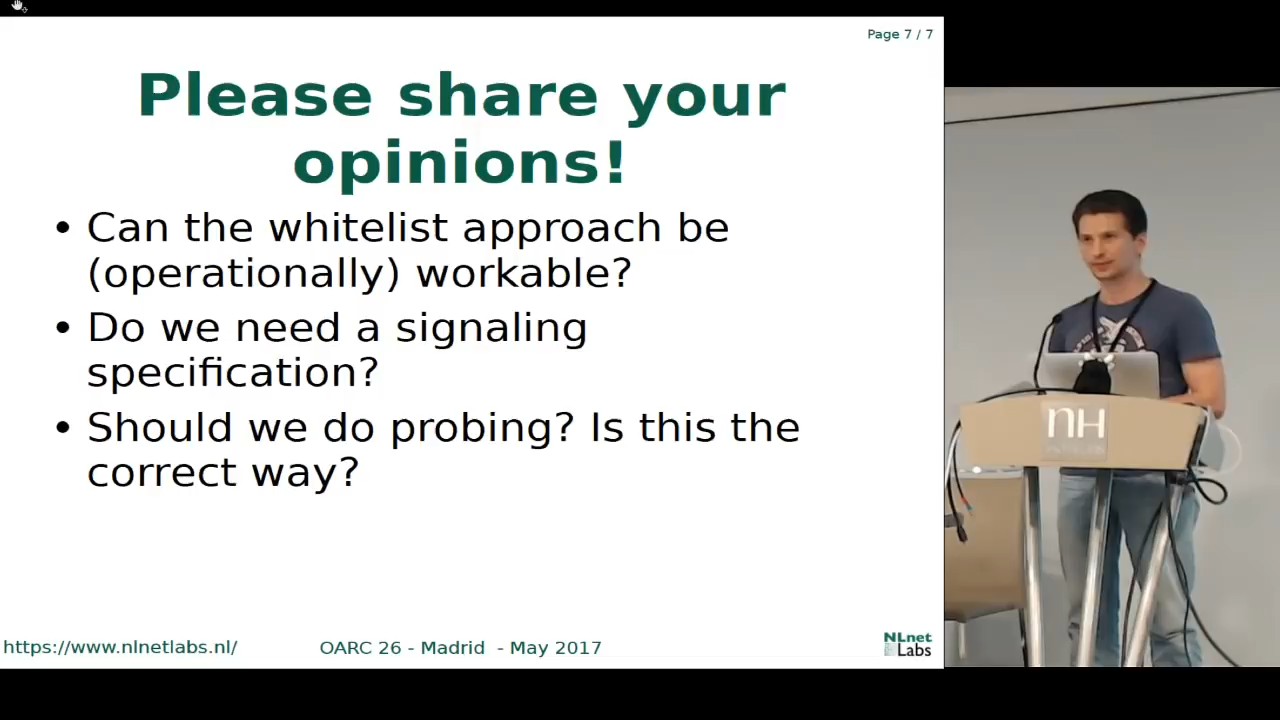 Page 7 / 7
Please share your
opinions!
• Can the whitelist approach be
(operationally) workable?
• Do we need a signaling
specification?
• Should we do probing? Is this the
correct way?
https://www.nlnetlabs.nl/
OARC 26 - Madrid - May 2017
NLnet
Labs
nH